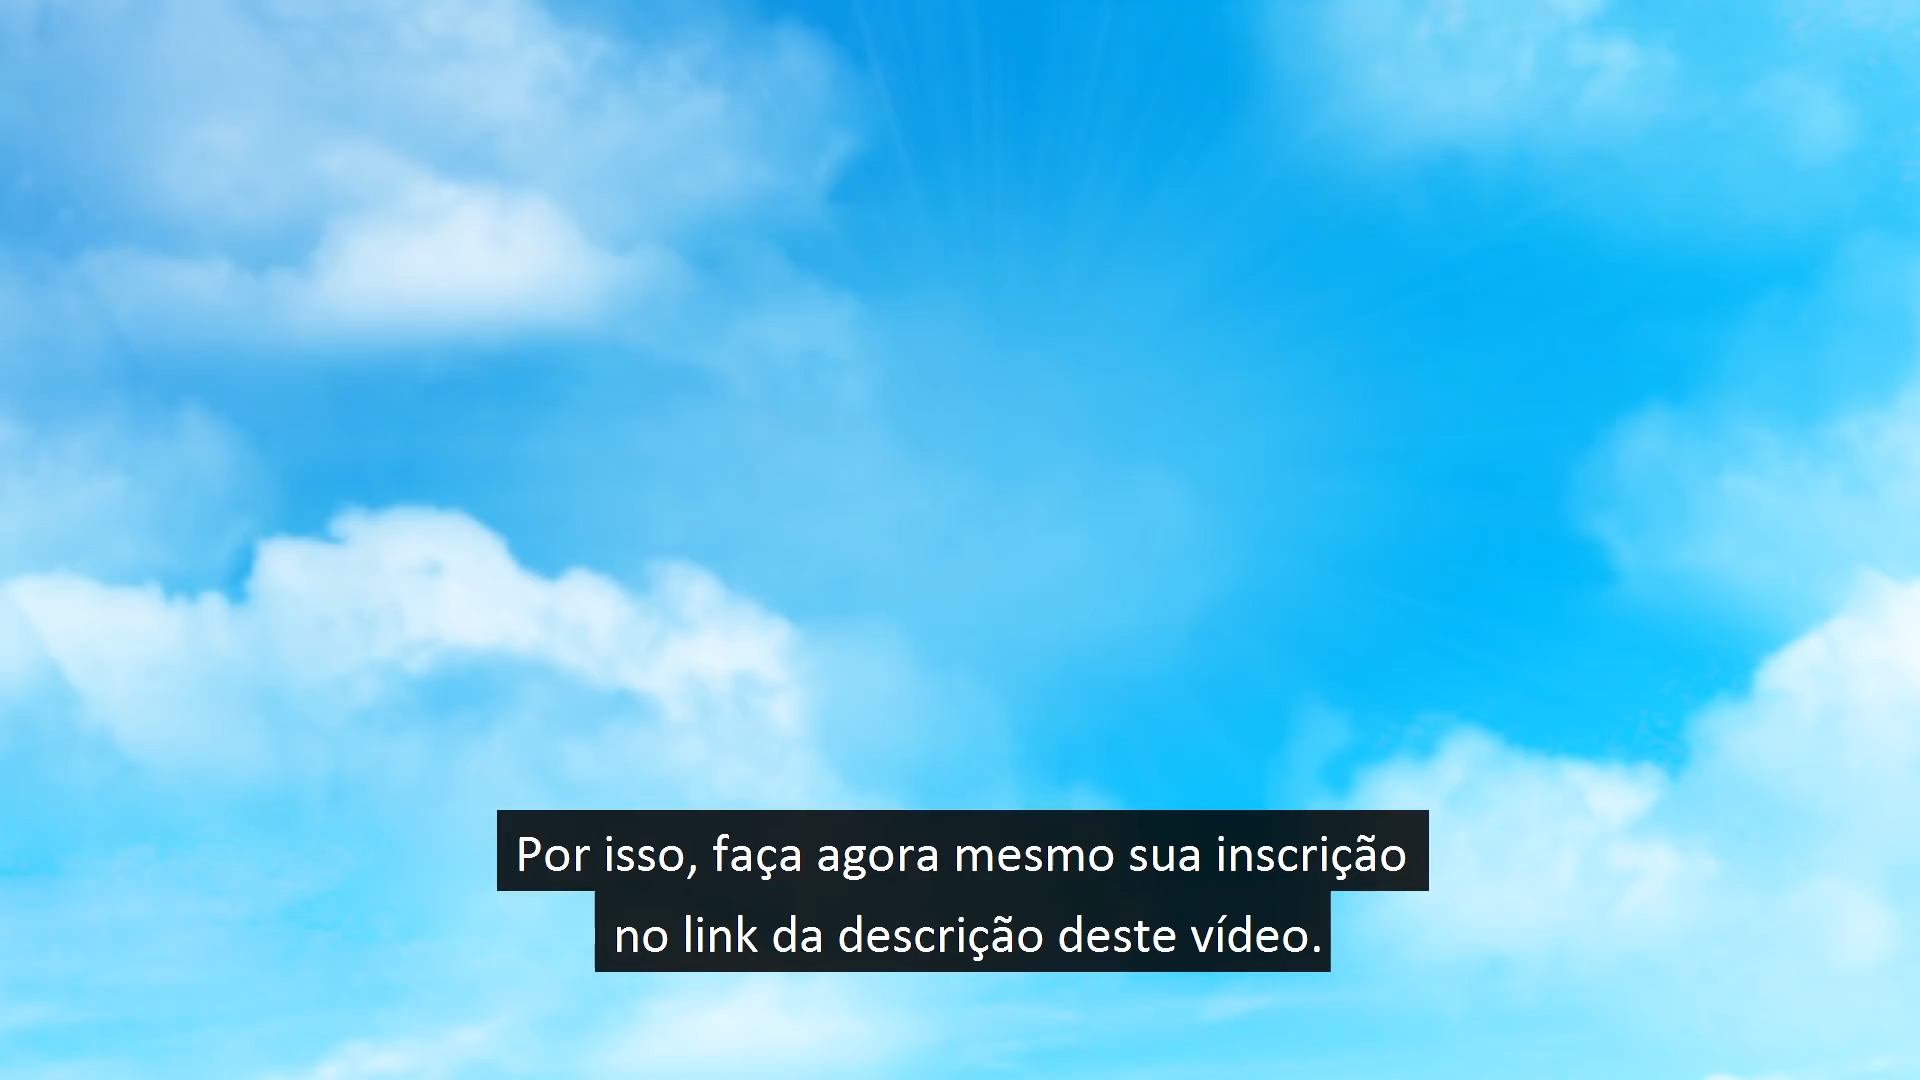 Por isso, faça agora mesmo sua inscrição
no link da descrição deste vídeo.